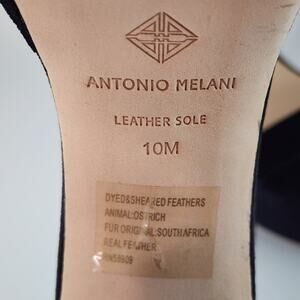 ANTONIO MELANI
LEATHER SOLE
10M
DYED&SHEARED FEATHERS
ANIMAL:OSTRICH
FUR ORIGINAL:SOUTHAFRICA
REAL FEATHER